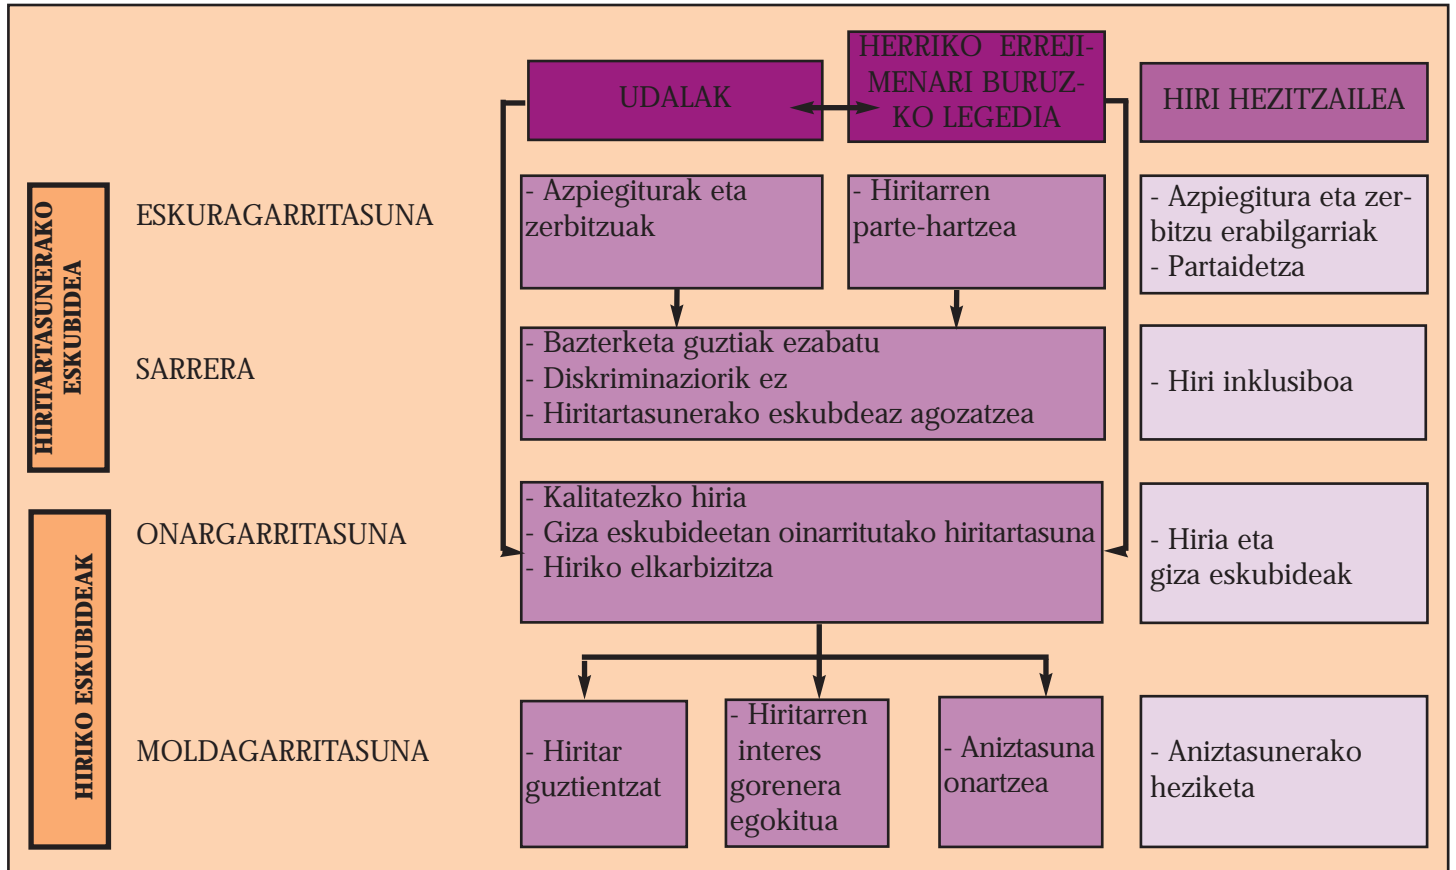 UDALAK
HERRIKO ERREJI-
MENARI BURUZ-
KO LEGEDIA
HIRI HEZITZAILEA
HIRITARTASUNERAKO
ESKUBIDEA
ESKURAGARRITASUNA
- Azpiegiturak eta
zerbitzuak
- Hiritarren
parte-hartzea
- Azpiegitura eta zer-
bitzu erabilgarriak
- Partaidetza
SARRERA
- Bazterketa guztiak ezabatu
- Diskriminaziorik ez
- Hiritartasunerako eskubdeaz agozatzea
- Hiri inklusiboa
HIRIKO ESKUBIDEAK
ONARGARRITASUNA
- Kalitatezko hiria
- Giza eskubideetan oinarritutako hiritartasuna
- Hiriko elkarbizitza
- Hiria eta
giza eskubideak
MOLDAGARRITASUNA
- Hiritar
guztientzat
- Hiritarren
interes
gorenera
egokitua
- Aniztasuna
onartzea
- Aniztasunerako
heziketa